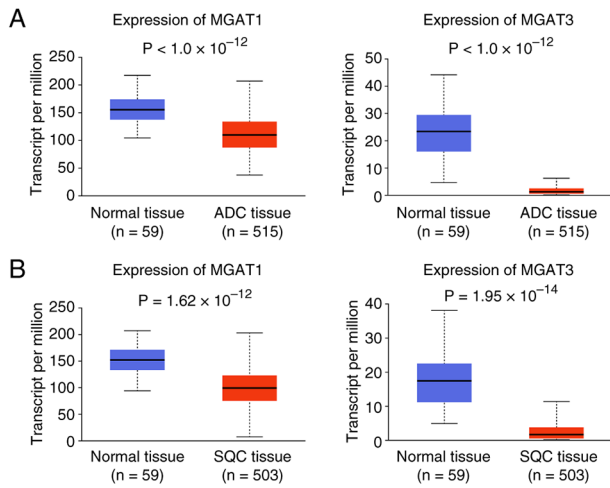 A
Expression of MGAT1
P < 1.0 × 10⁻¹²
Transcript per million
250
200
150
100
50
0
Normal tissue
(n = 59)
ADC tissue
(n = 515)
Expression of MGAT3
P < 1.0 × 10⁻¹²
Transcript per million
50
40
30
20
10
0
Normal tissue
(n = 59)
ADC tissue
(n = 515)
B
Expression of MGAT1
P = 1.62 × 10⁻¹²
Transcript per million
250
200
150
100
50
0
Normal tissue
(n = 59)
SQC tissue
(n = 503)
Expression of MGAT3
P = 1.95 × 10⁻¹⁴
Transcript per million
40
30
20
10
0
Normal tissue
(n = 59)
SQC tissue
(n = 503)